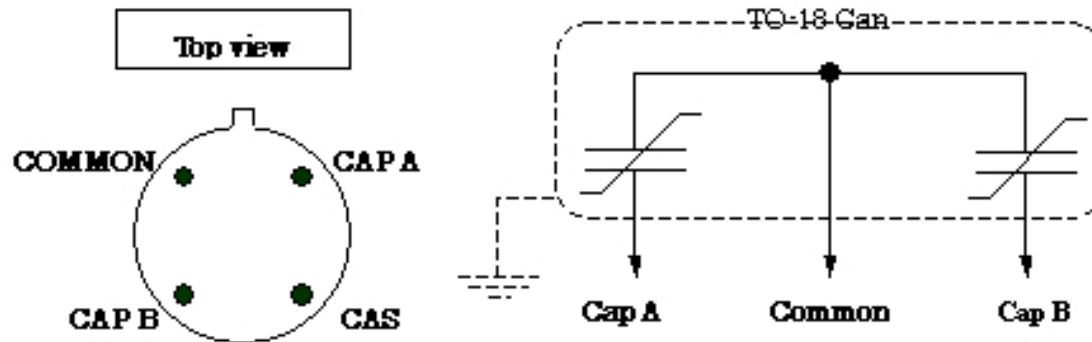 Top view
TO-18 Can
COMMON
CAP A
CAP B
CAS
Cap A
Common
Cap B